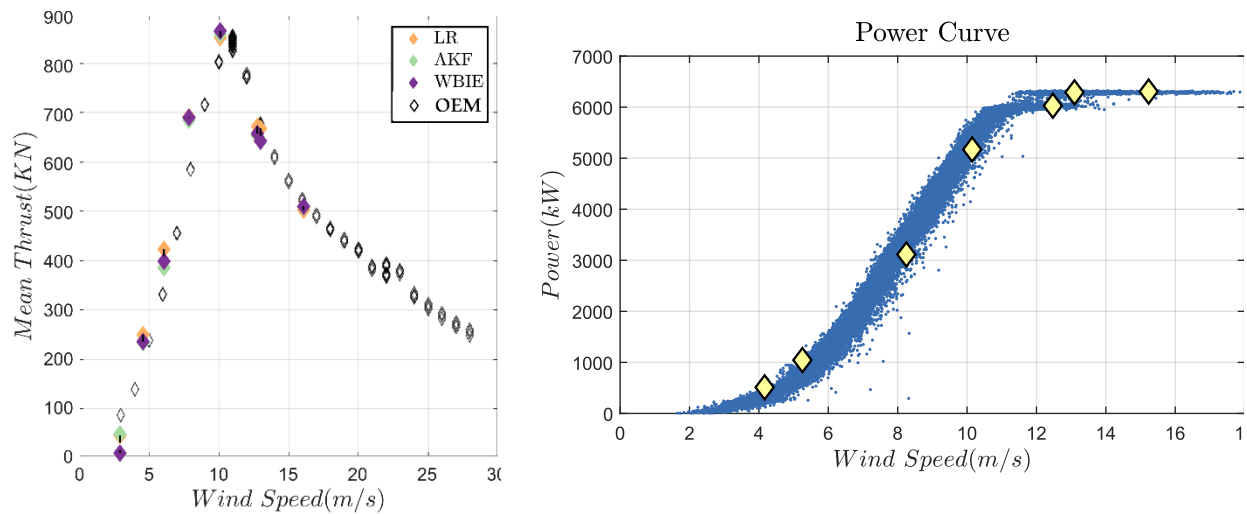 900
800
700
600
500
400
300
200
100
0
Mean Thrust(KN)
0 5 10 15 20 25 30
Wind Speed(m/s)
LR
ΛKF
WBIE
OEM
Power Curve
7000
6000
5000
4000
3000
2000
1000
0
Power(kW)
0 2 4 6 8 10 12 14 16
Wind Speed(m/s)